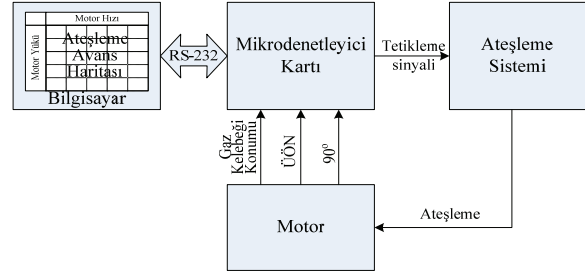 Motor Hızı
Motor Yükü
Ateşleme
Avans
Haritası
Bilgisayar
RS-232
Mikrodenetleyici
Kartı
Tetikleme
sinyali
Ateşleme
Sistemi
Gaz
Kelebeği
Konumu
ÜÖN
90°
Motor
Ateşleme